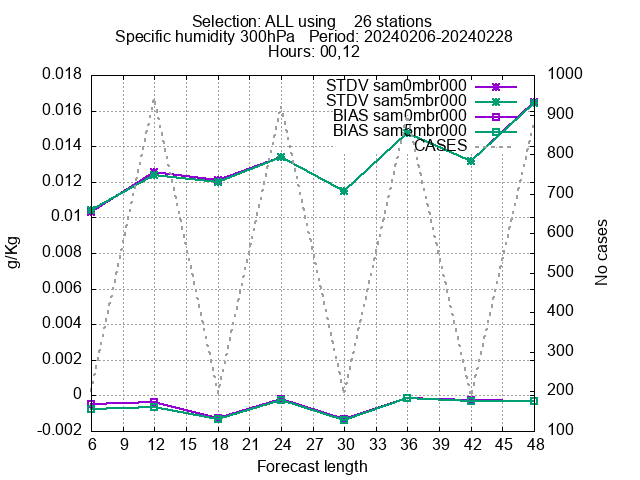 Selection: ALL using    26 stations
Specific humidity 300hPa   Period: 20240206-20240228
Hours: 00,12
STDV sam0mbr000
STDV sam5mbr000
BIAS sam0mbr000
BIAS sam5mbr000
CASES
0.018
0.016
0.014
0.012
0.01
0.008
0.006
0.004
0.002
0
-0.002
g/Kg
1000
900
800
700
600
500
400
300
200
100
No cases
6 9 12 15 18 21 24 27 30 33 36 39 42 45 48
Forecast length